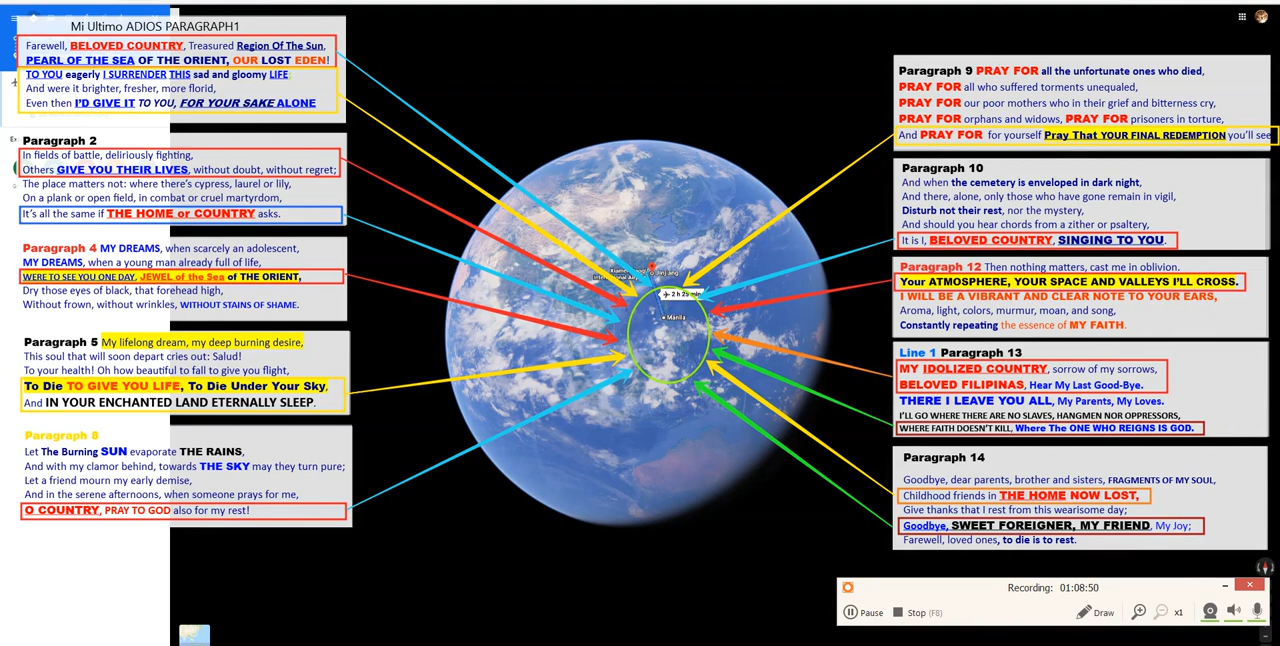 Mi Ultimo ADIOS PARAGRAPH1
Farewell, BELOVED COUNTRY, Treasured Region Of The Sun,
PEARL OF THE SEA OF THE ORIENT, OUR LOST EDEN!
TO YOU eagerly I SURRENDER THIS sad and gloomy LIFE
And were it brighter, fresher, more florid,
Even then I'D GIVE IT TO YOU, FOR YOUR SAKE ALONE
Paragraph 2
In fields of battle, deliriously fighting,
Others GIVE YOU THEIR LIVES, without doubt, without regret;
The place matters not: where there's cypress, laurel or lily,
On a plank or open field, in combat or cruel martyrdom,
It's all the same if THE HOME or COUNTRY asks.
Paragraph 4 MY DREAMS, when scarcely an adolescent,
MY DREAMS, when a young man already full of life,
WERE TO SEE YOU ONE DAY, JEWEL of the Sea of THE ORIENT,
Dry those eyes of black, that forehead high,
Without frown, without wrinkles, WITHOUT STAINS OF SHAME.
Paragraph 5 My lifelong dream, my deep burning desire,
This soul that will soon depart cries out: Salud!
To your health! Oh how beautiful to fall to give you flight,
To Die TO GIVE YOU LIFE, To Die Under Your Sky,
And IN YOUR ENCHANTED LAND ETERNALLY SLEEP.
Paragraph 8
Let The Burning SUN evaporate THE RAINS,
And with my clamor behind, towards THE SKY may they turn pure;
Let a friend mourn my early demise,
And in the serene afternoons, when someone prays for me,
O COUNTRY, PRAY TO GOD also for my rest!
Jinjiang
2 h 25 min
Manila
Paragraph 9 PRAY FOR all the unfortunate ones who died,
PRAY FOR all who suffered torments unequaled,
PRAY FOR our poor mothers who in their grief and bitterness cry,
PRAY FOR orphans and widows, PRAY FOR prisoners in torture,
And PRAY FOR for yourself Pray That YOUR FINAL REDEMPTION you'll see
Paragraph 10
And when the cemetery is enveloped in dark night,
And there, alone, only those who have gone remain in vigil,
Disturb not their rest, nor the mystery,
And should you hear chords from a zither or psaltery,
It is I, BELOVED COUNTRY, SINGING TO YOU.
Paragraph 12 Then nothing matters, cast me in oblivion.
Your ATMOSPHERE, YOUR SPACE AND VALLEYS I'LL CROSS.
I WILL BE A VIBRANT AND CLEAR NOTE TO YOUR EARS,
Aroma, light, colors, murmur, moan, and song,
Constantly repeating the essence of MY FAITH.
Line 1 Paragraph 13
MY IDOLIZED COUNTRY, sorrow of my sorrows,
BELOVED FILIPINAS, Hear My Last Good-Bye.
THERE I LEAVE YOU ALL, My Parents, My Loves.
I'LL GO WHERE THERE ARE NO SLAVES, HANGMEN NOR OPPRESSORS,
WHERE FAITH DOESN'T KILL, Where The ONE WHO REIGNS IS GOD.
Paragraph 14
Goodbye, dear parents, brother and sisters, FRAGMENTS OF MY SOUL,
Childhood friends in THE HOME NOW LOST,
Give thanks that I rest from this wearisome day;
Goodbye, SWEET FOREIGNER, MY FRIEND, My Joy;
Farewell, loved ones, to die is to rest.
Recording: 01:08:50
Pause Stop (F8) Draw x1